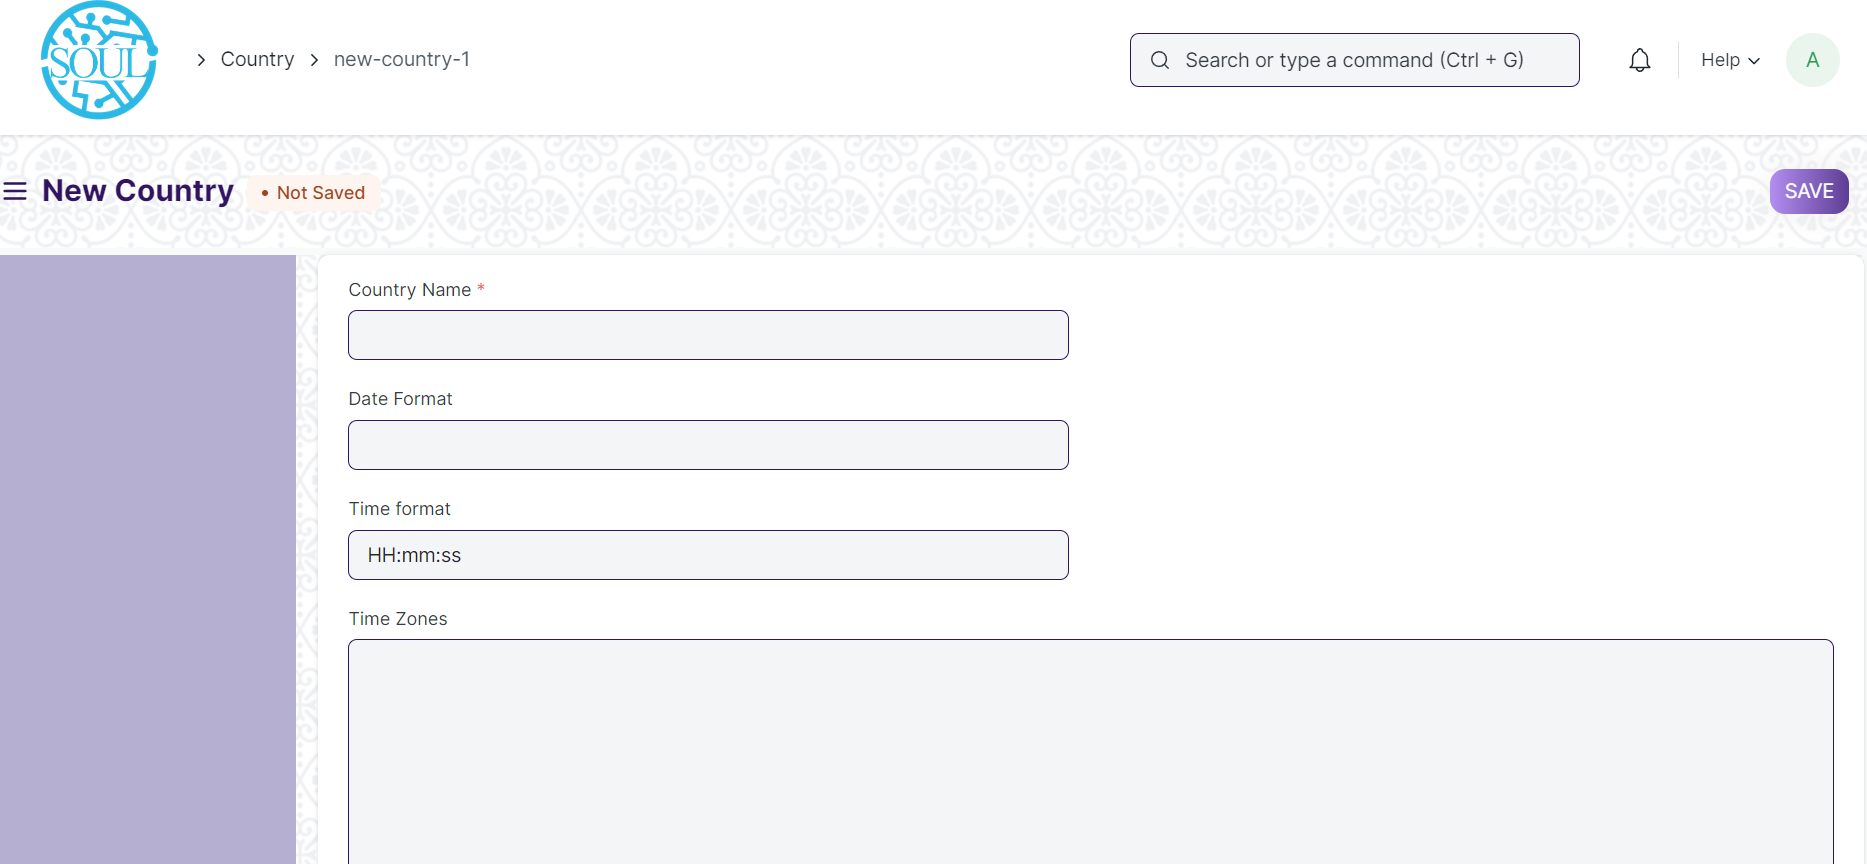 SOUL
> Country > new-country-1
Search or type a command (Ctrl + G)
Help
A
New Country
• Not Saved
SAVE
Country Name *
Date Format
Time format
HH:mm:ss
Time Zones